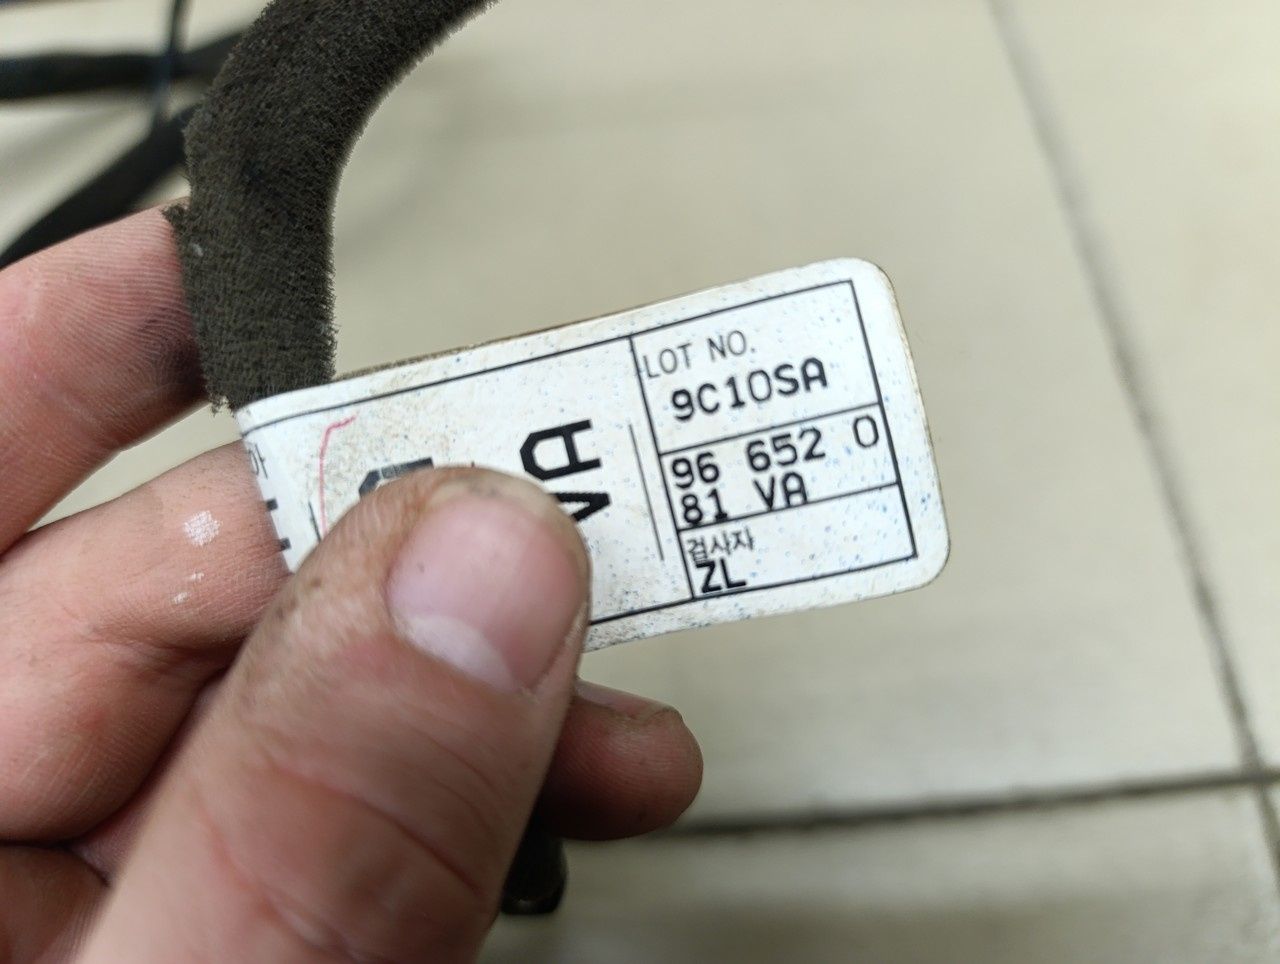 LOT NO.
9C10SA
96 652 0
81 VA
검사자
ZL
VA